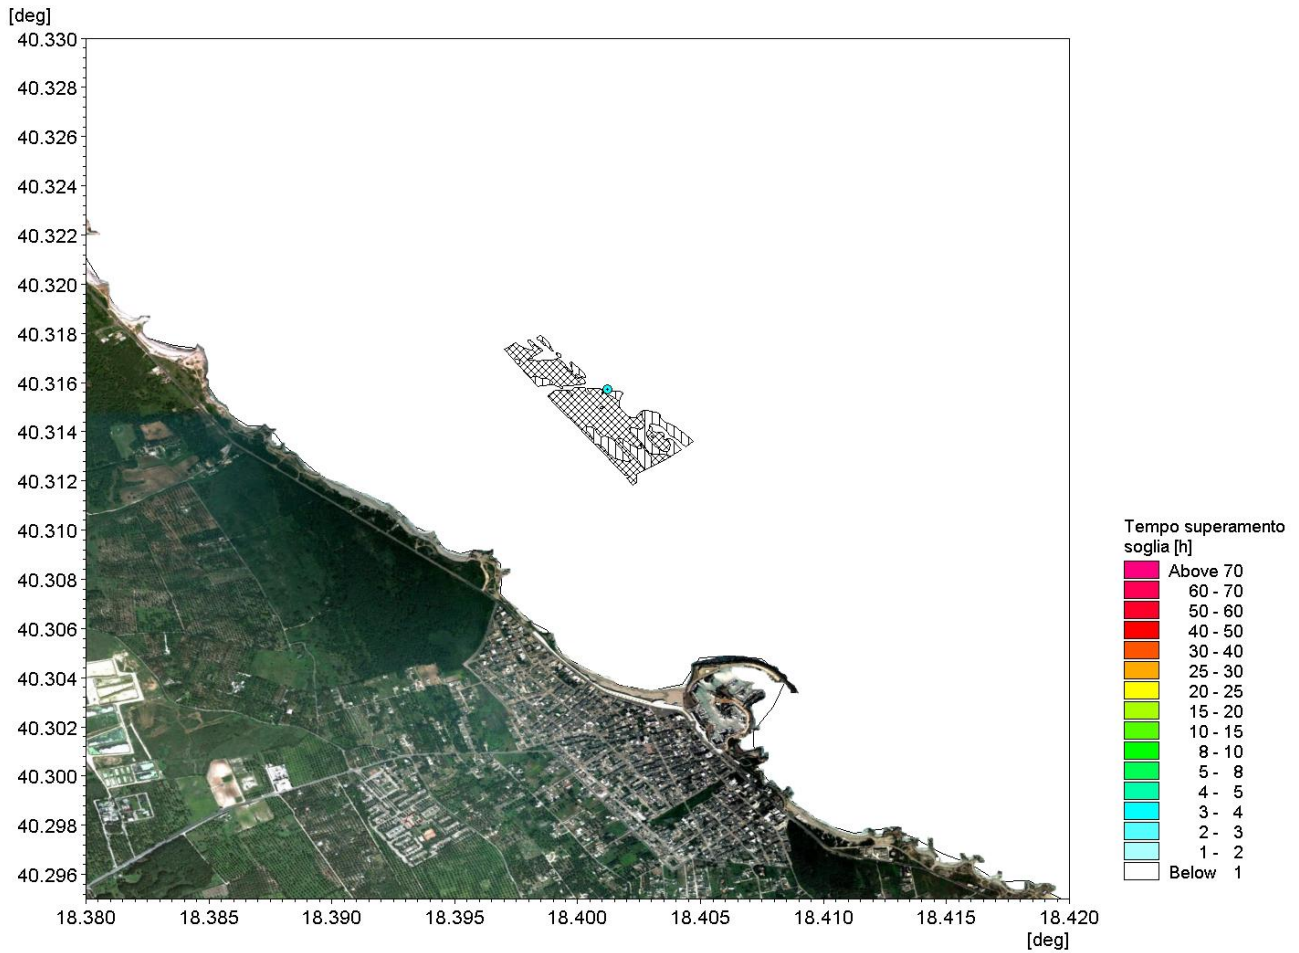 [deg]
40.330
40.328
40.326
40.324
40.322
40.320
40.318
40.316
40.314
40.312
40.310
40.308
40.306
40.304
40.302
40.300
40.298
40.296
18.380 18.385 18.390 18.395 18.400 18.405 18.410 18.415 18.420
[deg]
Tempo superamento
soglia [h]
Above 70
60 - 70
50 - 60
40 - 50
30 - 40
25 - 30
20 - 25
15 - 20
10 - 15
8 - 10
5 - 8
4 - 5
3 - 4
2 - 3
1 - 2
Below 1